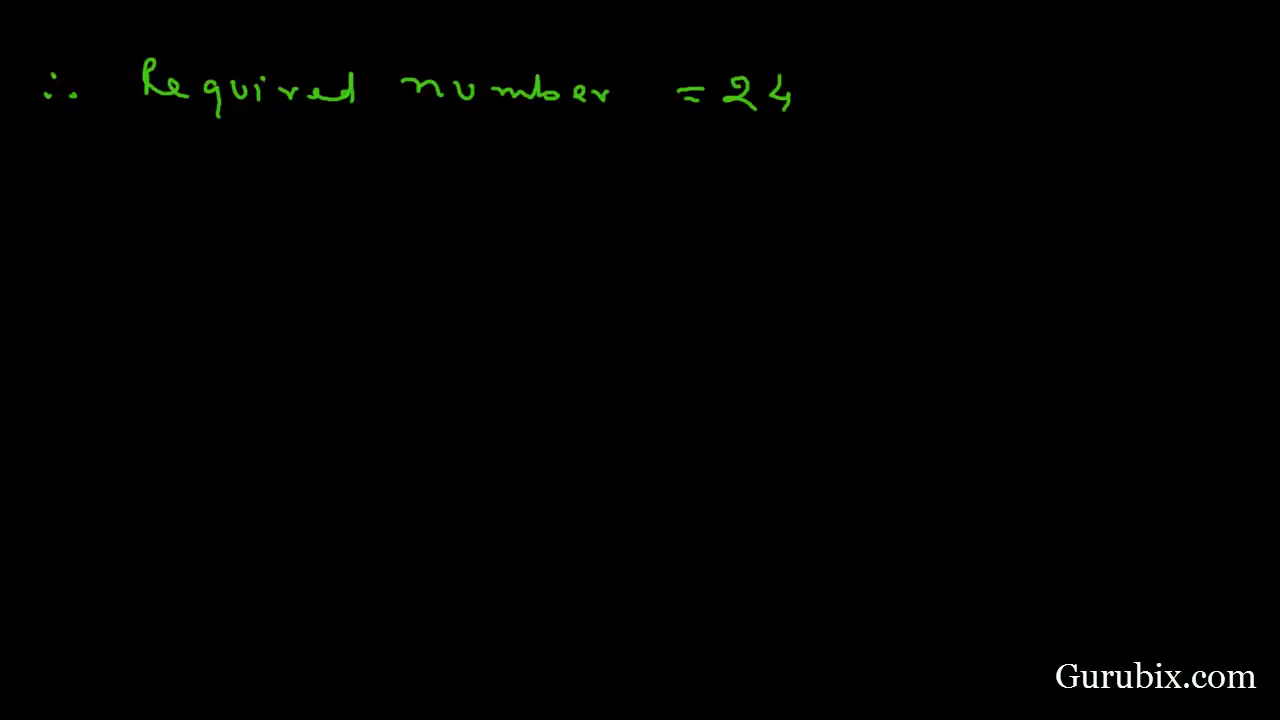 ∴ Required number = 24
Gurubix.com